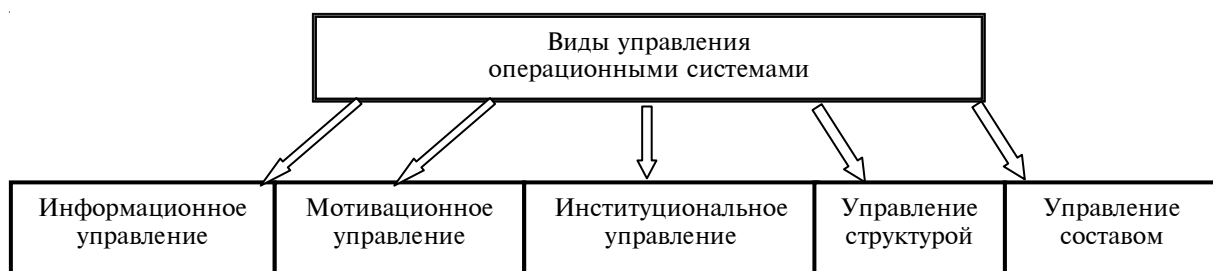 Виды управления
операционными системами
Информационное
управление
Мотивационное
управление
Институциональное
управление
Управление
структурой
Управление
составом